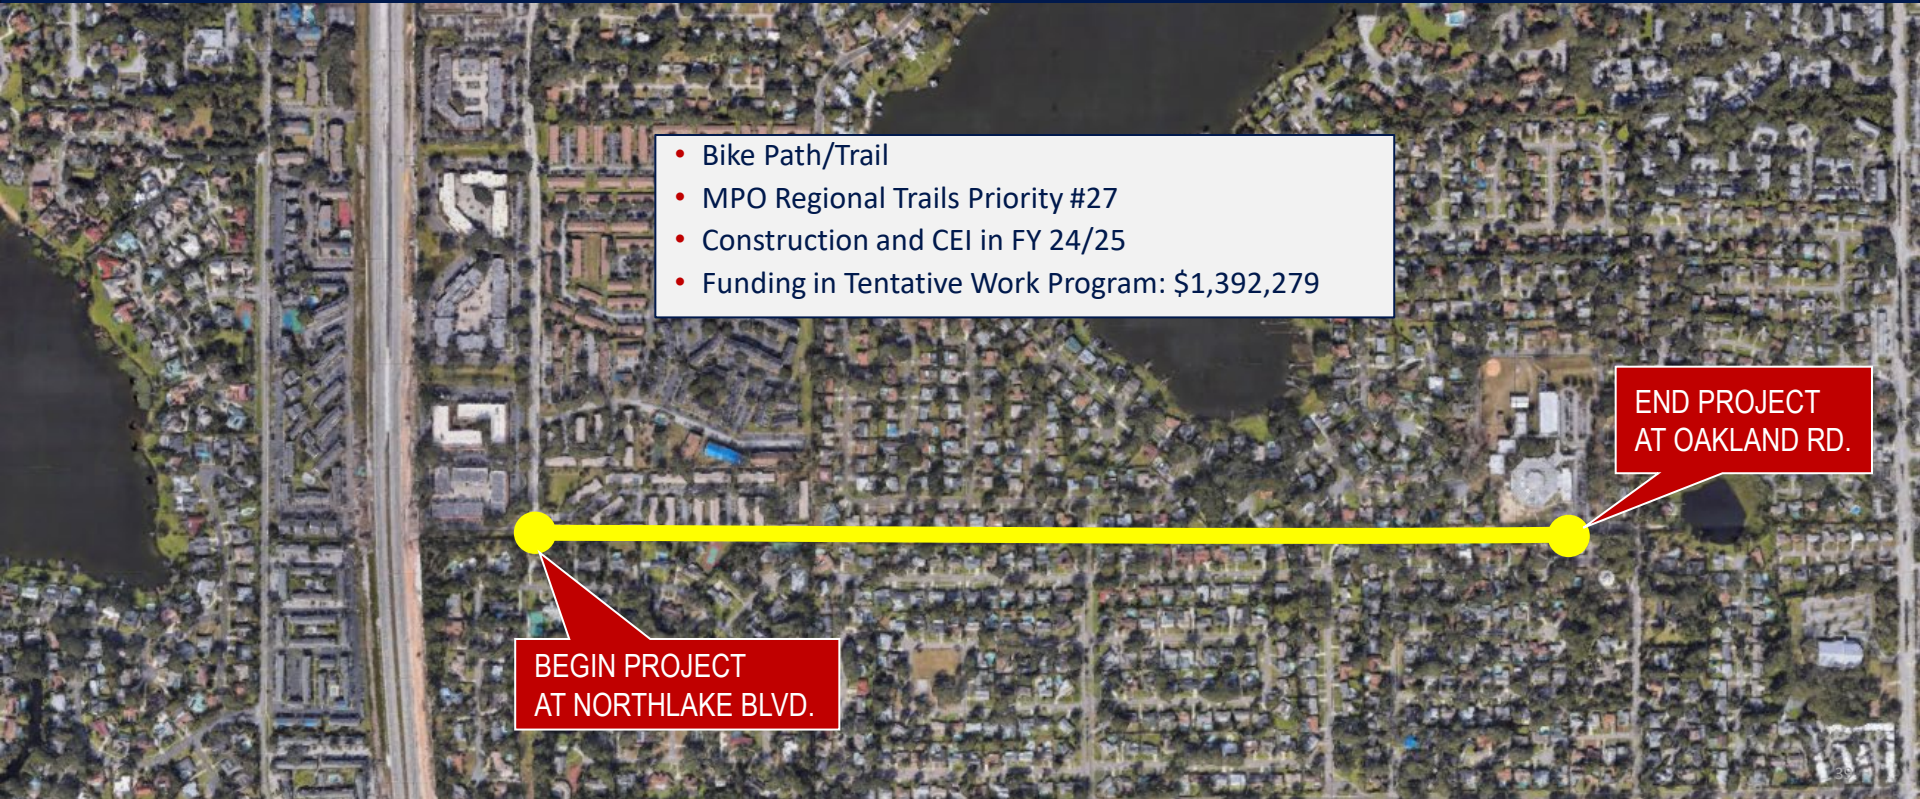 • Bike Path/Trail
• MPO Regional Trails Priority #27
• Construction and CEI in FY 24/25
• Funding in Tentative Work Program: $1,392,279
END PROJECT
AT OAKLAND RD.
BEGIN PROJECT
AT NORTHLAKE BLVD.